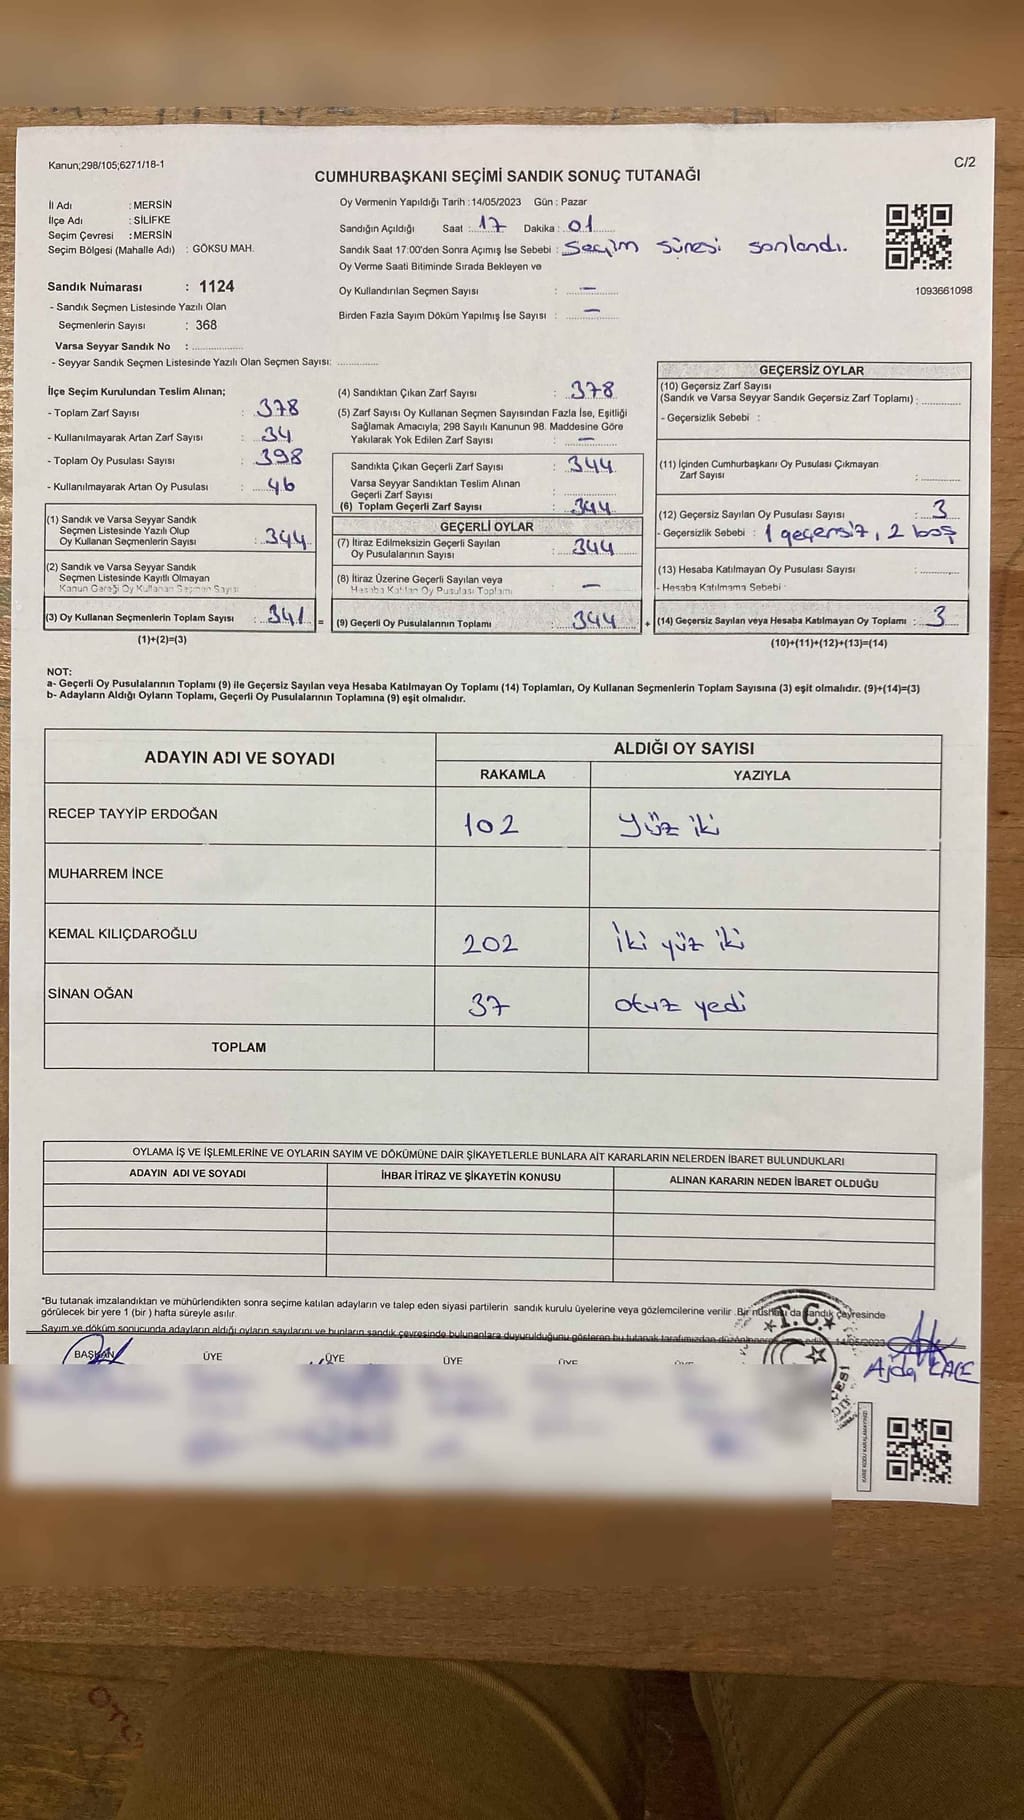 Kanun;298/105;6271/18-1
C/2
CUMHURBAŞKANI SEÇİMİ SANDIK SONUÇ TUTANAĞI
İl Adı : MERSİN
İlçe Adı : SİLİFKE
Seçim Çevresi : MERSİN
Seçim Bölgesi (Mahalle Adı) : GÖKSU MAH.
Sandık Numarası : 1124
- Sandık Seçmen Listesinde Yazılı Olan
Seçmenlerin Sayısı : 368
Varsa Seyyar Sandık No : ................
- Seyyar Sandık Seçmen Listesinde Yazılı Olan Seçmen Sayısı: .............
Oy Vermenin Yapıldığı Tarih :14/05/2023 Gün : Pazar
Sandığın Açıldığı Saat : 17 Dakika : 01
Sandık Saat 17:00'den Sonra Açımış İse Sebebi : Seçim süresi sonlandı.
Oy Verme Saati Bitiminde Sırada Bekleyen ve
Oy Kullandırılan Seçmen Sayısı : —
Birden Fazla Sayım Döküm Yapılmış İse Sayısı : —
1093661098
İlçe Seçim Kurulundan Teslim Alınan;
- Toplam Zarf Sayısı : 378
- Kullanılmayarak Artan Zarf Sayısı : 34
- Toplam Oy Pusulası Sayısı : 398
- Kullanılmayarak Artan Oy Pusulası : 46
(1) Sandık ve Varsa Seyyar Sandık
Seçmen Listesinde Yazılı Olup
Oy Kullanan Seçmenlerin Sayısı : 344
(2) Sandık ve Varsa Seyyar Sandık
Seçmen Listesinde Kayıtlı Olmayan
Kanun Gereği Oy Kullanan Seçmen Sayısı
(3) Oy Kullanan Seçmenlerin Toplam Sayısı : 341 =
(1)+(2)=(3)
(4) Sandıktan Çıkan Zarf Sayısı : 378
(5) Zarf Sayısı Oy Kullanan Seçmen Sayısından Fazla İse, Eşitliği
Sağlamak Amacıyla, 298 Sayılı Kanunun 98. Maddesine Göre
Yakılarak Yok Edilen Zarf Sayısı : —
Sandıkta Çıkan Geçerli Zarf Sayısı : 344
Varsa Seyyar Sandıktan Teslim Alınan
Geçerli Zarf Sayısı : ................
(6) Toplam Geçerli Zarf Sayısı : 344
GEÇERLİ OYLAR
(7) İtiraz Edilmeksizin Geçerli Sayılan
Oy Pusulalarının Sayısı : 344
(8) İtiraz Üzerine Geçerli Sayılan veya
Hesaba Katılan Oy Pusulası Toplamı —
(9) Geçerli Oy Pusulalarının Toplamı : 344 +
GEÇERSİZ OYLAR
(10) Geçersiz Zarf Sayısı
(Sandık ve Varsa Seyyar Sandık Geçersiz Zarf Toplamı) : ............
- Geçersizlik Sebebi :
(11) İçinden Cumhurbaşkanı Oy Pusulası Çıkmayan
Zarf Sayısı : ............
(12) Geçersiz Sayılan Oy Pusulası Sayısı : 3
- Geçersizlik Sebebi : 1 geçersiz, 2 boş
(13) Hesaba Katılmayan Oy Pusulası Sayısı : ............
- Hesaba Katılmama Sebebi :
(14) Geçersiz Sayılan veya Hesaba Katılmayan Oy Toplamı : 3
(10)+(11)+(12)+(13)=(14)
NOT:
a- Geçerli Oy Pusulalarının Toplamı (9) ile Geçersiz Sayılan veya Hesaba Katılmayan Oy Toplamı (14) Toplamları, Oy Kullanan Seçmenlerin Toplam Sayısına (3) eşit olmalıdır. (9)+(14)=(3)
b- Adayların Aldığı Oyların Toplamı, Geçerli Oy Pusulalarının Toplamına (9) eşit olmalıdır.
ADAYIN ADI VE SOYADI
ALDIĞI OY SAYISI
RAKAMLA YAZIYLA
RECEP TAYYİP ERDOĞAN 102 yüz iki
MUHARREM İNCE
KEMAL KILIÇDAROĞLU 202 iki yüz iki
SİNAN OĞAN 37 otuz yedi
TOPLAM
OYLAMA İŞ VE İŞLEMLERİNE VE OYLARIN SAYIM VE DÖKÜMÜNE DAİR ŞİKAYETLERLE BUNLARA AİT KARARLARIN NELERDEN İBARET BULUNDUKLARI
ADAYIN ADI VE SOYADI İHBAR İTİRAZ VE ŞİKAYETİN KONUSU ALINAN KARARIN NEDEN İBARET OLDUĞU
*Bu tutanak imzalandıktan ve mühürlendikten sonra seçime katılan adayların ve talep eden siyasi partilerin sandık kurulu üyelerine veya gözlemcilerine verilir. Bir nüshası da sandık çevresinde
görülecek bir yere 1 (bir ) hafta süreyle asılır.
Sayım ve döküm sonucunda adayların aldığı oyların sayılarını ve bunların sandık çevresinde bulunanlara duyurulduğunu gösteren bu tutanak tarafımızdan 14/05/2023
BAŞKAN ÜYE ÜYE ÜYE ÜYE
T.C.
Ajda